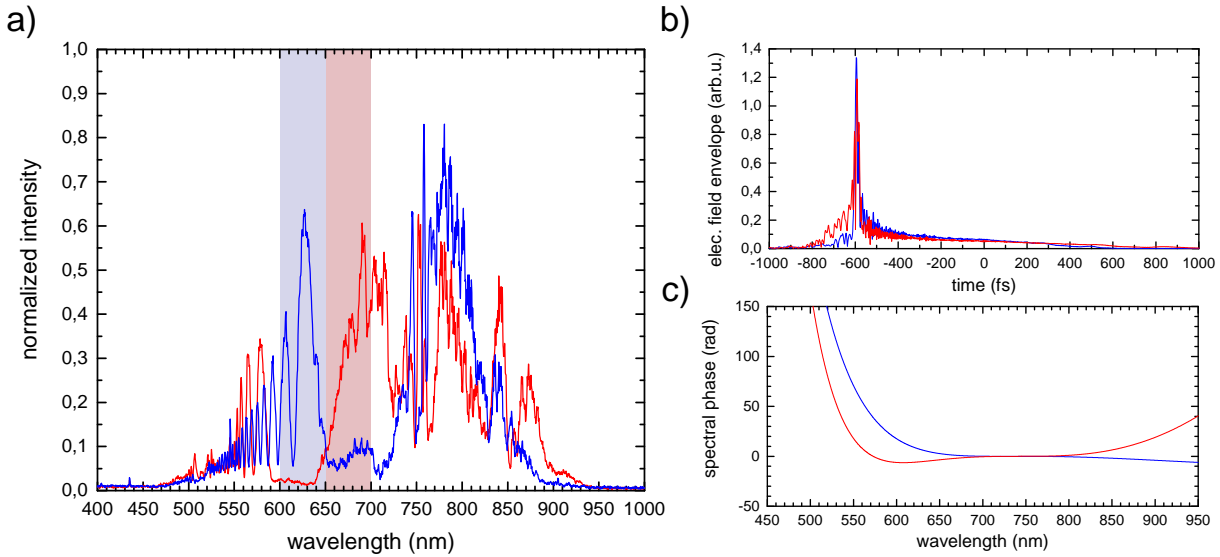 a)
1,0
0,9
0,8
0,7
0,6
0,5
0,4
0,3
0,2
0,1
0,0
normalized intensity
400 450 500 550 600 650 700 750 800 850 900 950 1000
wavelength (nm)
b)
1,4
1,2
1,0
0,8
0,6
0,4
0,2
0,0
elec. field envelope (arb.u.)
-1000 -800 -600 -400 -200 0 200 400 600 800 1000
time (fs)
c)
150
100
50
0
-50
spectral phase (rad)
450 500 550 600 650 700 750 800 850 900 950
wavelength (nm)